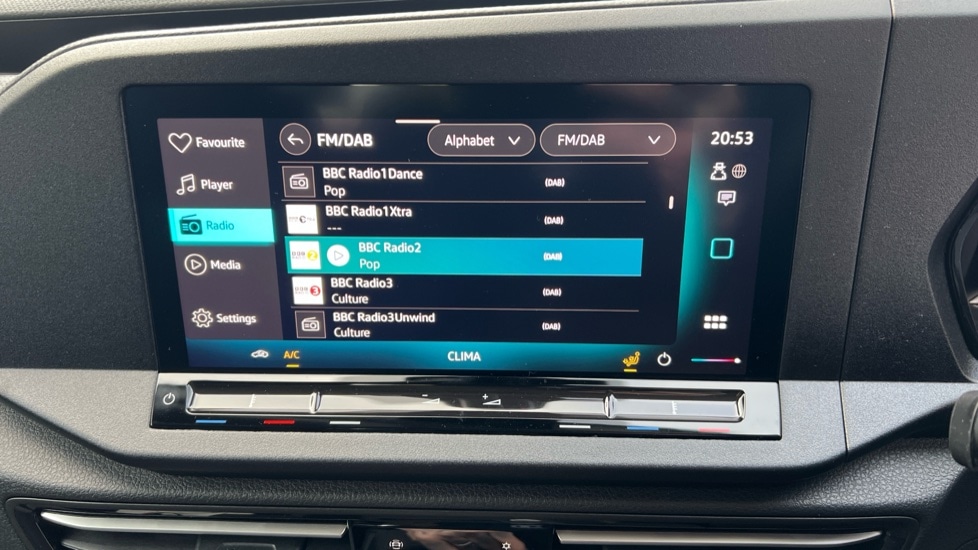 Favourite
Player
Radio
Media
Settings
FM/DAB
Alphabet
FM/DAB
20:53
BBC Radio1Dance
Pop
(DAB)
BBC Radio1Xtra
---
(DAB)
BBC Radio2
Pop
(DAB)
BBC Radio3
Culture
(DAB)
BBC Radio3Unwind
Culture
(DAB)
A/C
CLIMA